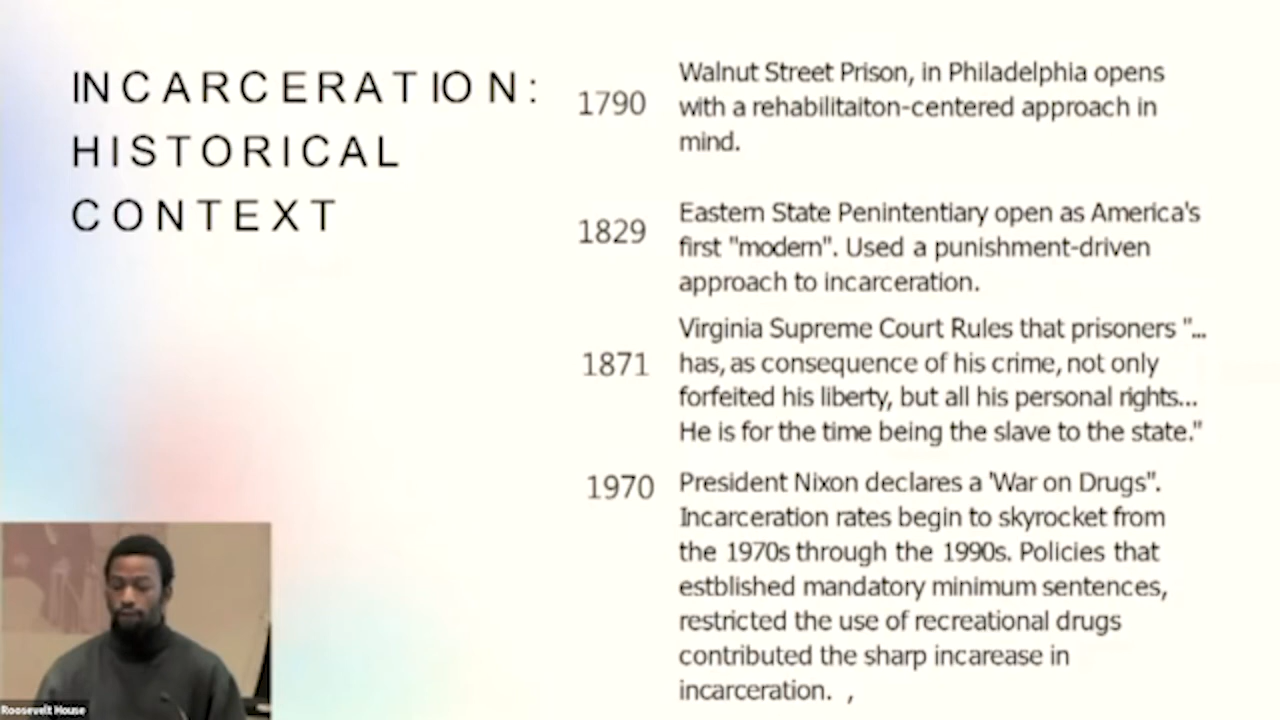 INCARCERATION:
HISTORICAL
CONTEXT
1790
Walnut Street Prison, in Philadelphia opens
with a rehabilitaiton-centered approach in
mind.
1829
Eastern State Penintentiary open as America's
first "modern". Used a punishment-driven
approach to incarceration.
1871
Virginia Supreme Court Rules that prisoners "...
has, as consequence of his crime, not only
forfeited his liberty, but all his personal rights...
He is for the time being the slave to the state."
1970
President Nixon declares a 'War on Drugs".
Incarceration rates begin to skyrocket from
the 1970s through the 1990s. Policies that
estblished mandatory minimum sentences,
restricted the use of recreational drugs
contributed the sharp incarease in
incarceration. ,
Roosevelt House